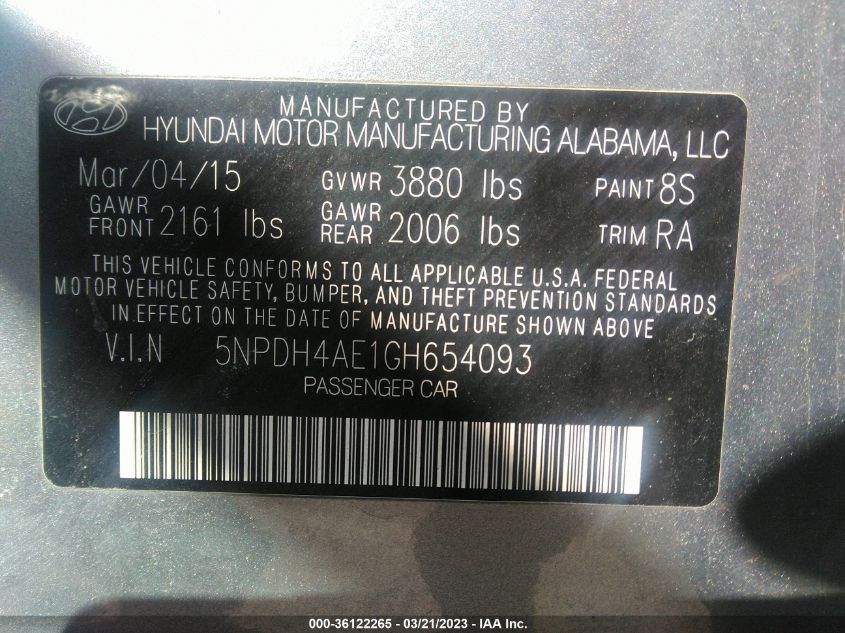 MANUFACTURED BY
HYUNDAI MOTOR MANUFACTURING ALABAMA, LLC
Mar/04/15 GVWR 3880 lbs PAINT 8S
GAWR FRONT 2161 lbs GAWR REAR 2006 lbs TRIM RA
THIS VEHICLE CONFORMS TO ALL APPLICABLE U.S.A. FEDERAL
MOTOR VEHICLE SAFETY, BUMPER, AND THEFT PREVENTION STANDARDS
IN EFFECT ON THE DATE OF MANUFACTURE SHOWN ABOVE
V.I.N 5NPDH4AE1GH654093
PASSENGER CAR
000-36122265 - 03/21/2023 - IAA Inc.